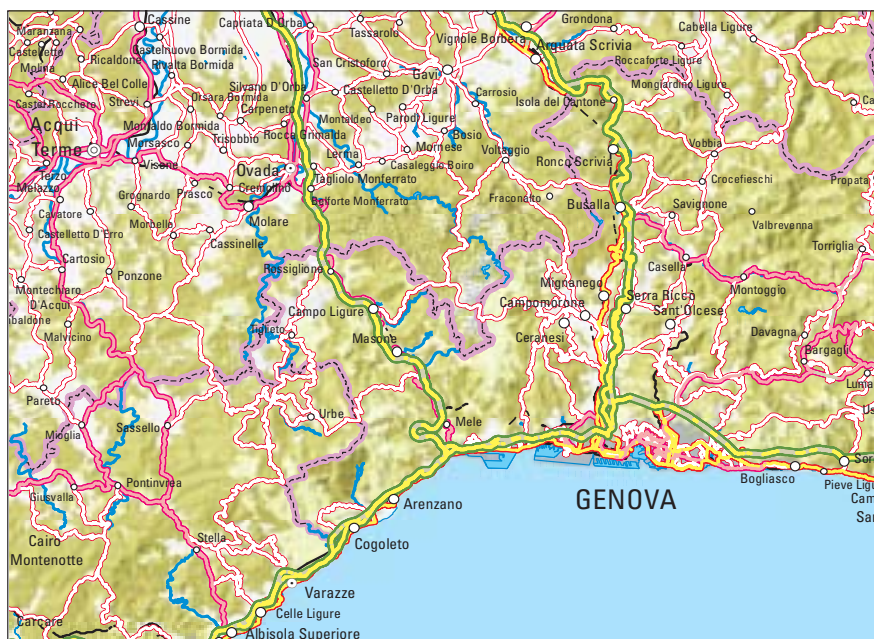 Grondona
Cassine
Capriata D'Orba
Tassarolo
Cabella Ligure
Maranzana
Vignole Borbera
Castelletto
Molina
Castelnuovo Bormida
Arquata Scrivia
Ricaldone
Rivalta Bormida
San Cristoforo
Roccaforte Ligure
Gavi
Alice Bel Colle
Silvano D'Orba
Mongiardino Ligure
Castel Rocchero
Strevi
Orsara Bormida
Castelletto D'Orba
Carrosio
Isola del Cantone
Carpeneto
Montaldeo
Parodi Ligure
Acqui
Termo
Monfaldo Bormida
Trisobbio
Rocca Grimalda
Bosio
Vobbia
Morsasco
Mornese
Voltaggio
Ronco Scrivia
Visone
Lerma
Casaleggio Boiro
Terzo
Ovada
Tagliolo Monferrato
Crocefieschi
Propata
Melazzo
Prasco
Cremolino
Grognardo
Belforte Monferrato
Fraconalto
Busalla
Savignone
Cavatore
Molare
Valbrevenna
Morbello
Castelletto D'Erro
Cassinelle
Torriglia
Cartosio
Ponzone
Rossiglione
Casella
Montechiaro
D'Acqui
Mignanego
Montoggio
Campomorone
Serra Riccò
Campo Ligure
Sant'Olcese
Malvicino
Tiglieto
Masone
Ceranesi
Davagna
Bargagli
Pareto
Urbe
Mioglia
Sassello
Mele
Bogliasco
Giusvalla
Pontinvrea
Pieve Ligu
Arenzano
GENOVA
Stella
Cairo
Montenotte
Cogoleto
Varazze
Celle Ligure
Carcare
Albisola Superiore